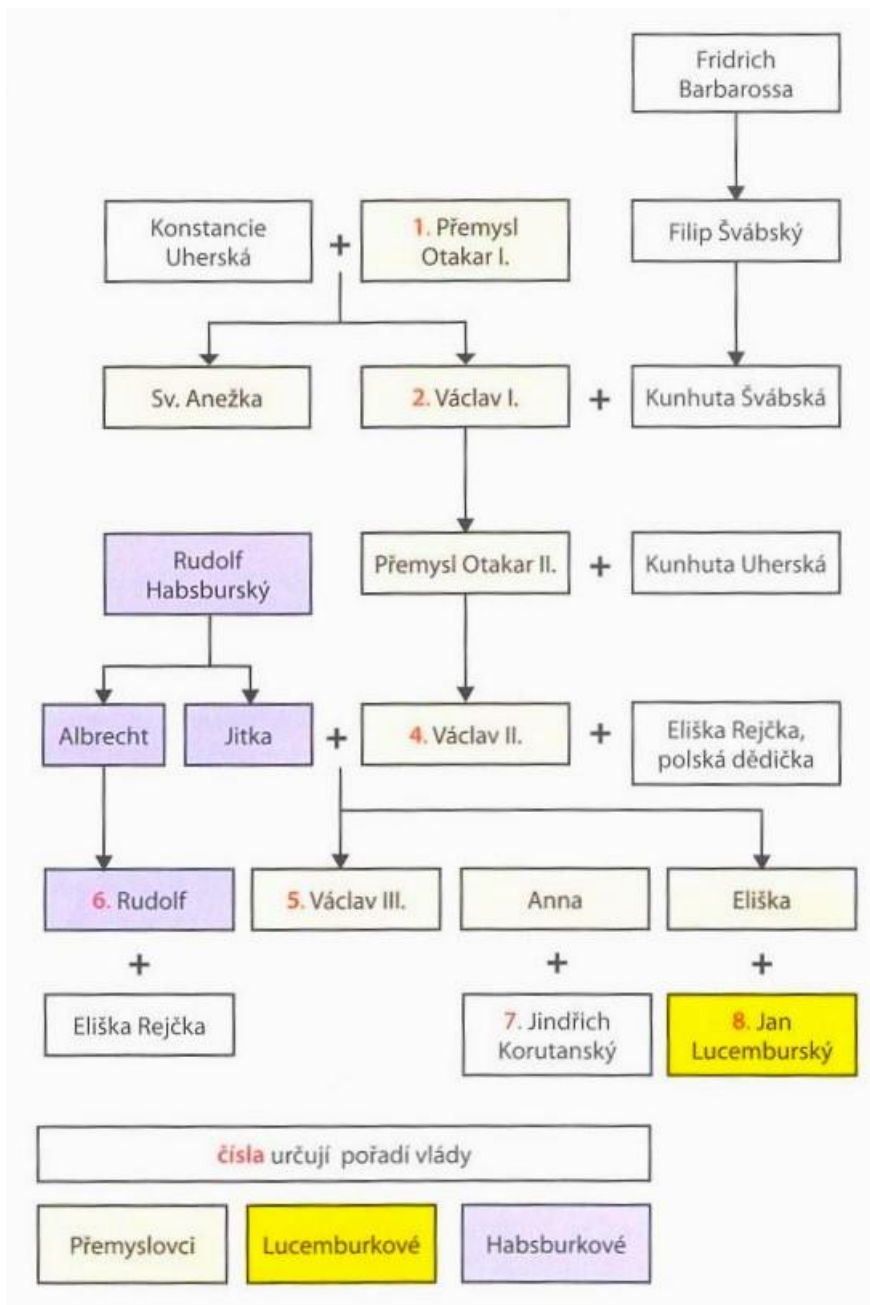 Fridrich
Barbarossa
Konstancie
Uherská
+
1. Přemysl
Otakar I.
Filip Švábský
Sv. Anežka
2. Václav I.
+
Kunhuta Švábská
Rudolf
Habsburský
Přemysl Otakar II.
+
Kunhuta Uherská
Albrecht
Jitka
+
4. Václav II.
+
Eliška Rejčka,
polská dědička
6. Rudolf
5. Václav III.
Anna
Eliška
+
+
+
Eliška Rejčka
7. Jindřich
Korutanský
8. Jan
Lucemburský
čísla určují pořadí vlády
Přemyslovci
Lucemburkové
Habsburkové